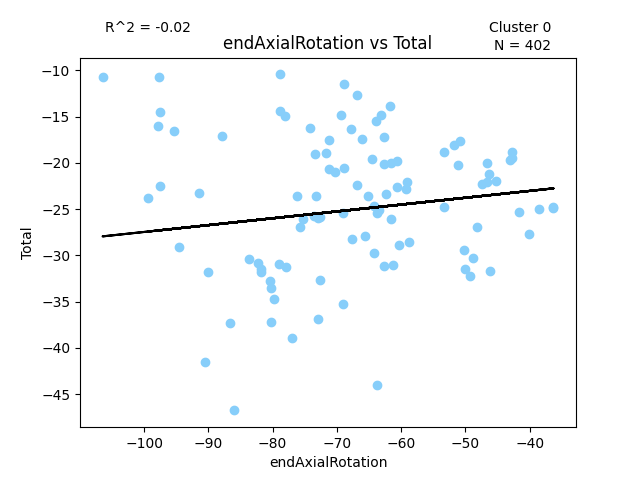 R^2 = -0.02
Cluster 0
N = 402
endAxialRotation vs Total
−10
−15
−20
−25
−30
−35
−40
−45
Total
−100
−90
−80
−70
−60
−50
−40
endAxialRotation